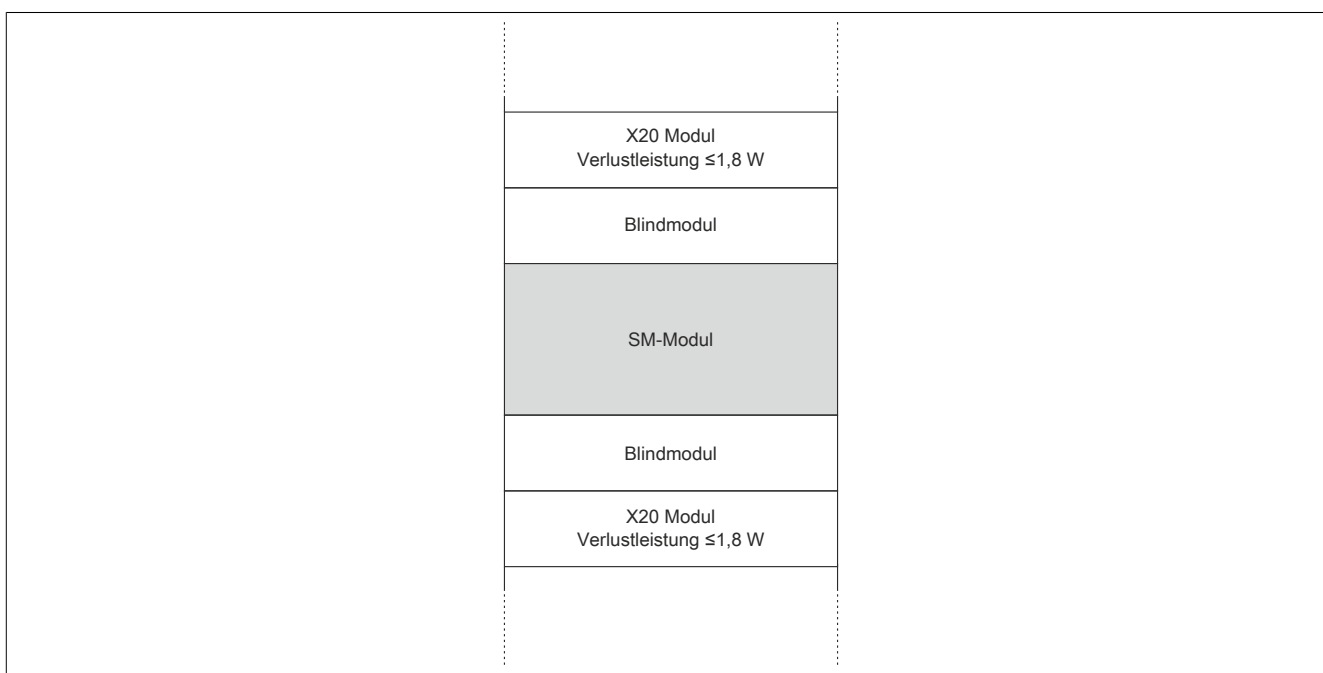 X20 Modul
Verlustleistung ≤1,8 W
Blindmodul
SM-Modul
Blindmodul
X20 Modul
Verlustleistung ≤1,8 W